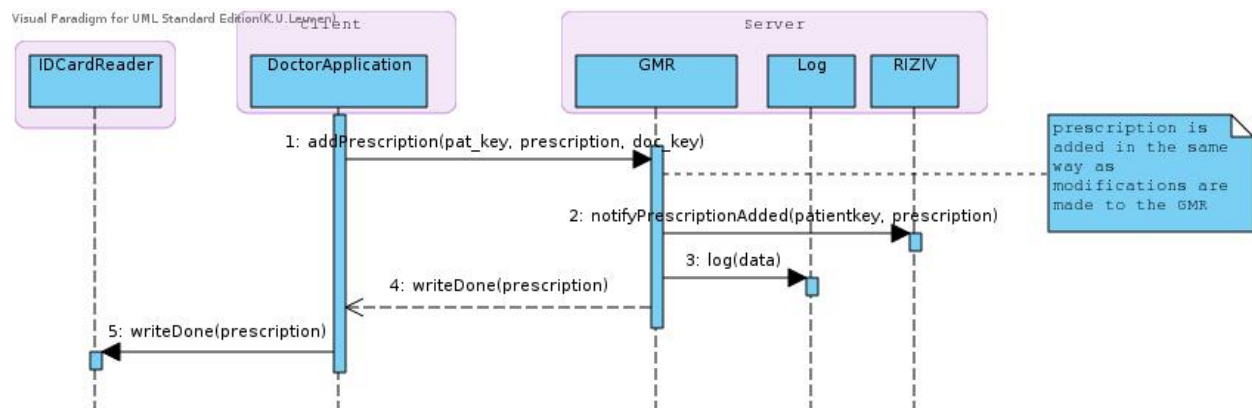 Visual Paradigm for UML Standard Edition(K.U.Leuven)
Client
Server
IDCardReader
DoctorApplication
GMR
Log
RIZIV
1: addPrescription(pat_key, prescription, doc_key)
prescription is
added in the same
way as
modifications are
made to the GMR
2: notifyPrescriptionAdded(patientkey, prescription)
3: log(data)
4: writeDone(prescription)
5: writeDone(prescription)